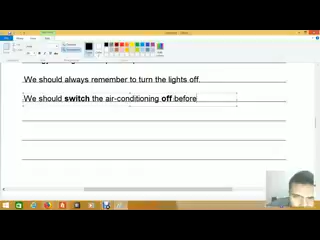 We should always remember to turn the lights off.
We should switch the air-conditioning off before